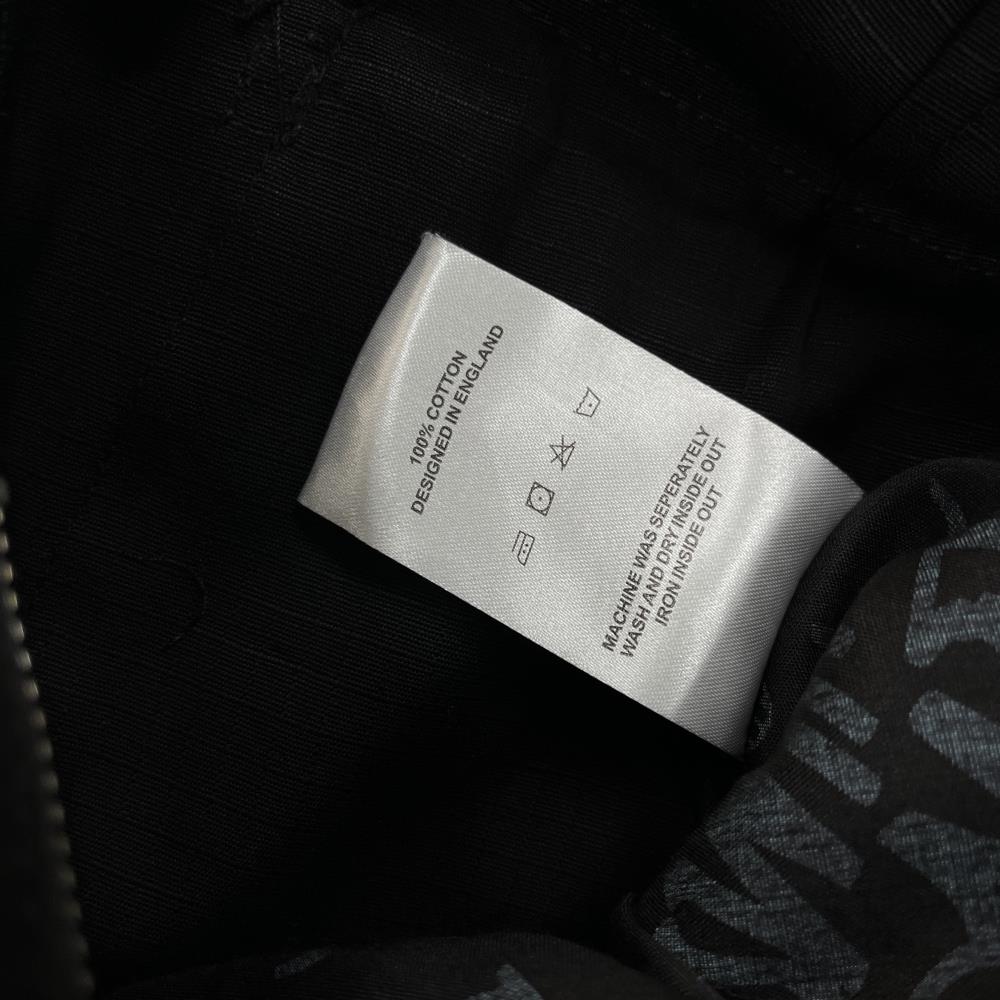 100% COTTON
DESIGNED IN ENGLAND
MACHINE WAS SEPERATELY
WASH AND DRY INSIDE OUT
IRON INSIDE OUT